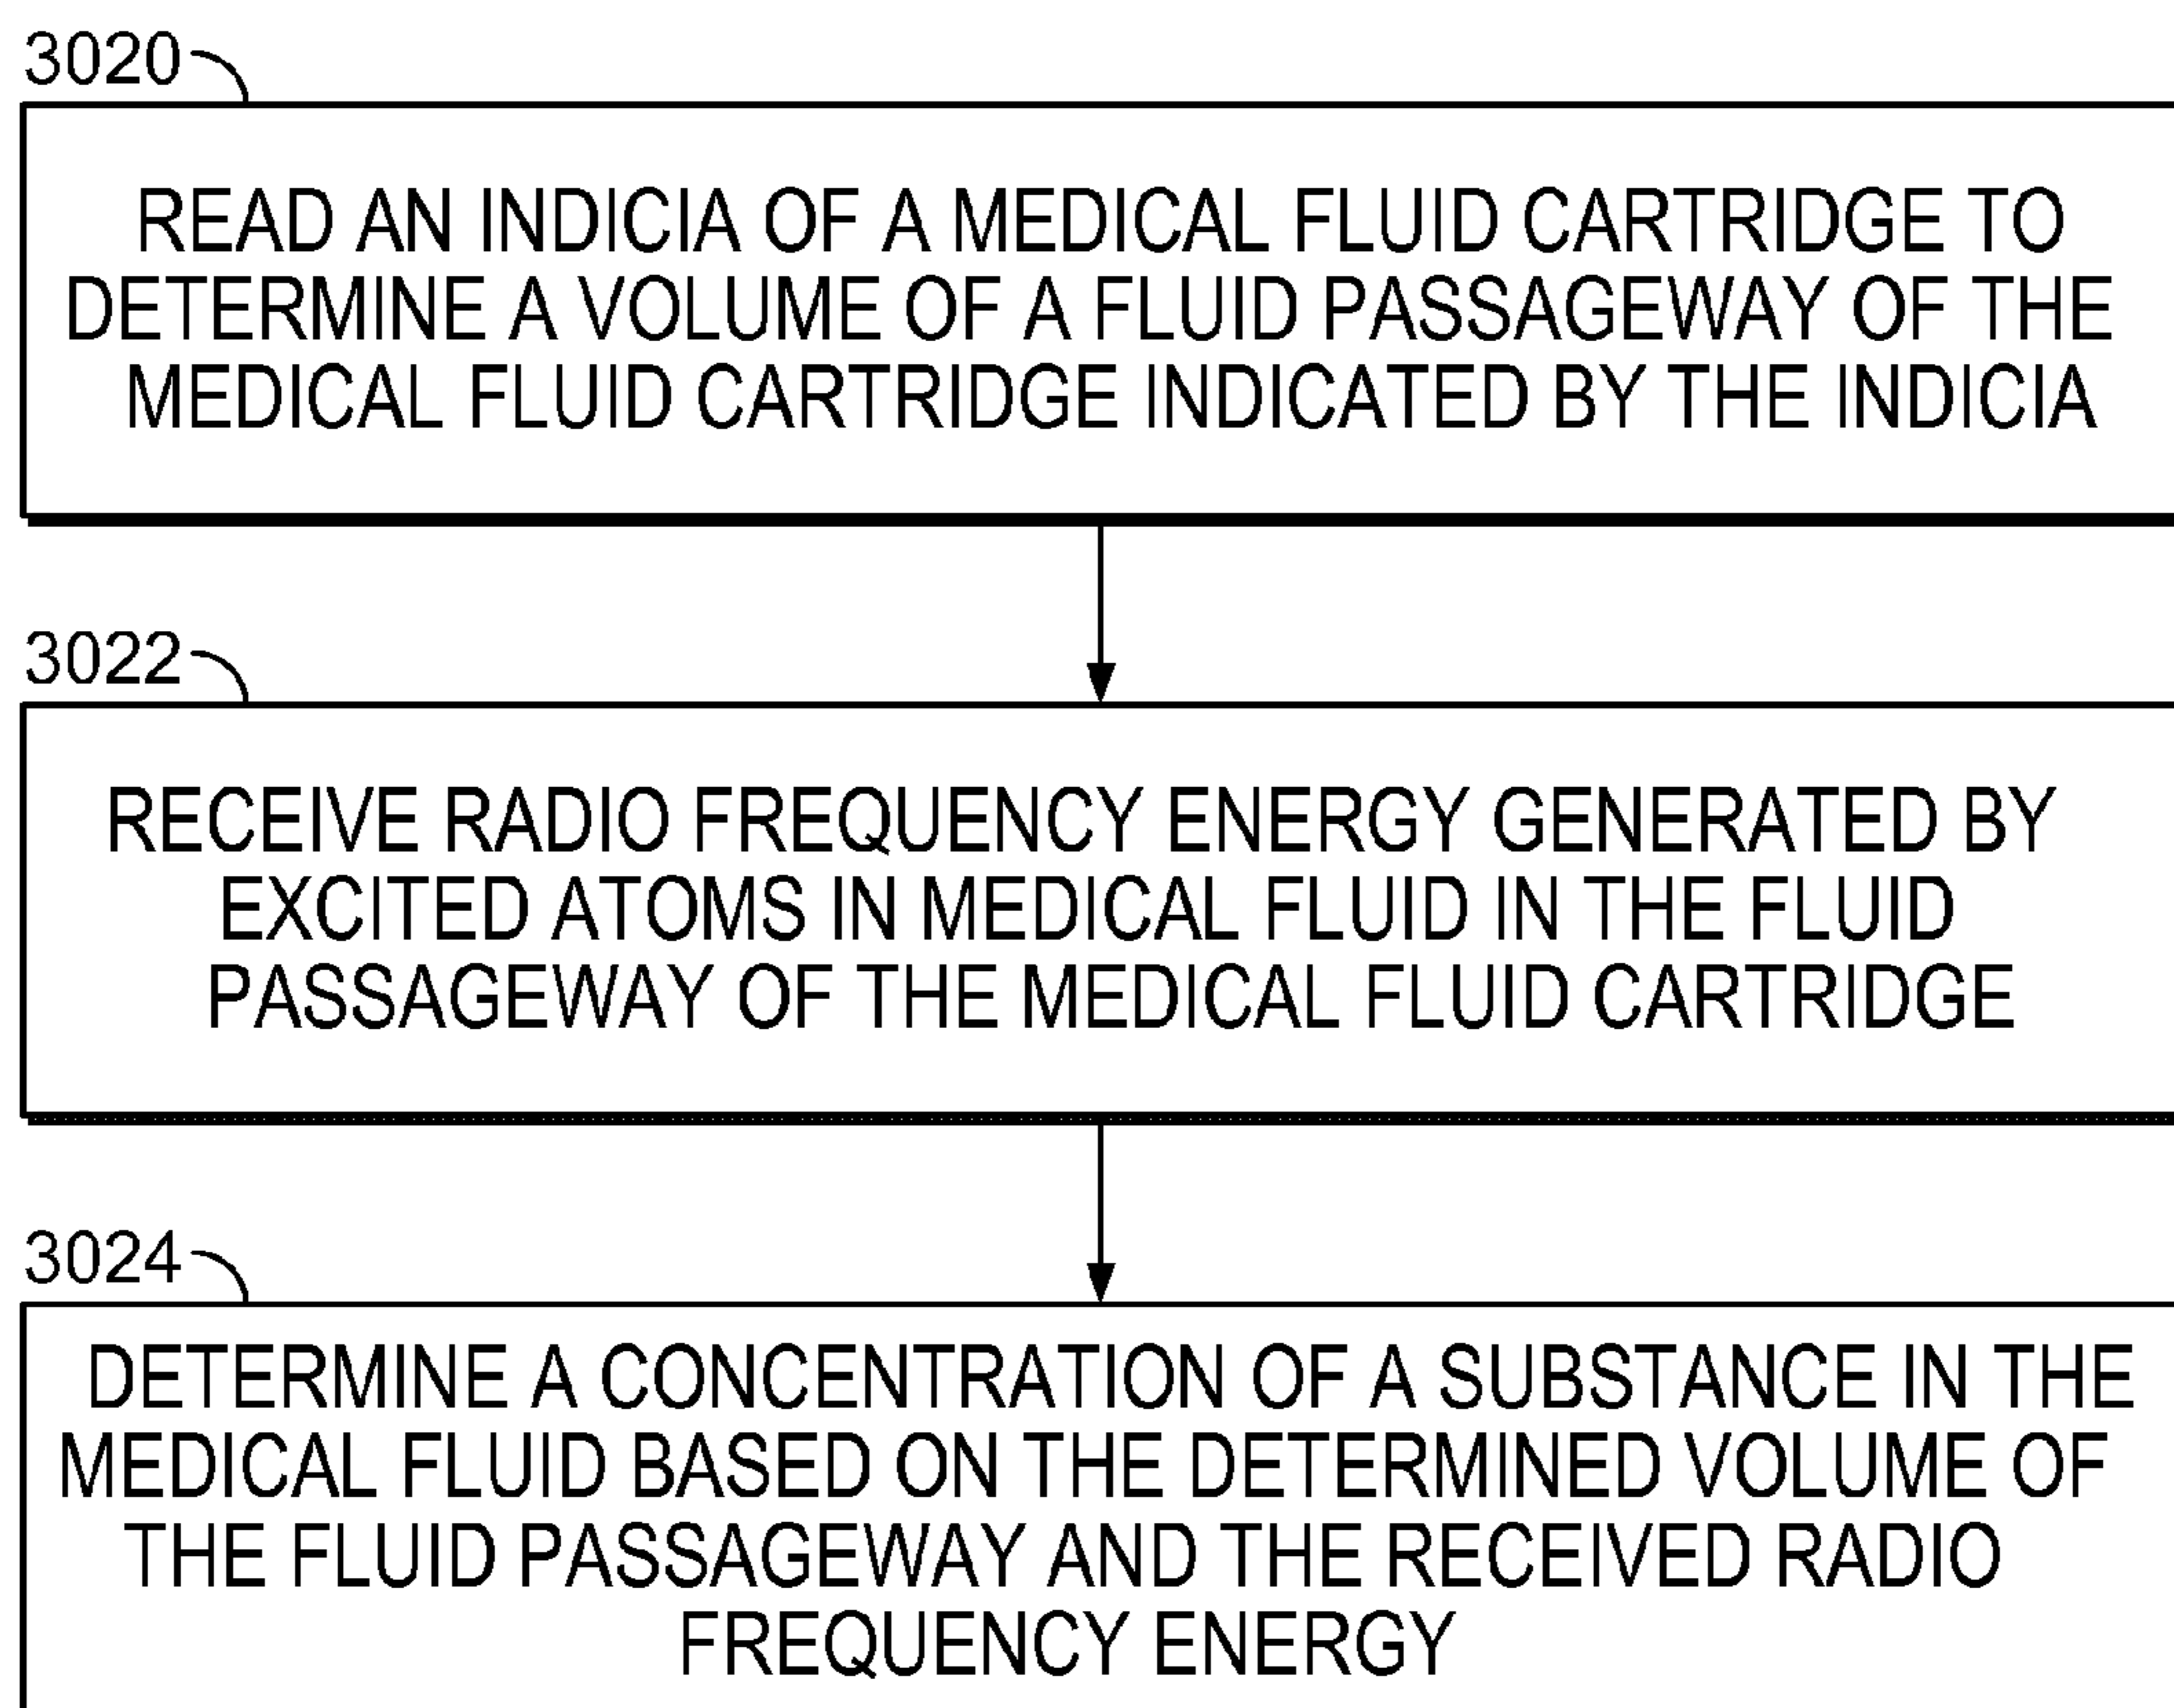 3020
READ AN INDICIA OF A MEDICAL FLUID CARTRIDGE TO
DETERMINE A VOLUME OF A FLUID PASSAGEWAY OF THE
MEDICAL FLUID CARTRIDGE INDICATED BY THE INDICIA
3022
RECEIVE RADIO FREQUENCY ENERGY GENERATED BY
EXCITED ATOMS IN MEDICAL FLUID IN THE FLUID
PASSAGEWAY OF THE MEDICAL FLUID CARTRIDGE
3024
DETERMINE A CONCENTRATION OF A SUBSTANCE IN THE
MEDICAL FLUID BASED ON THE DETERMINED VOLUME OF
THE FLUID PASSAGEWAY AND THE RECEIVED RADIO
FREQUENCY ENERGY